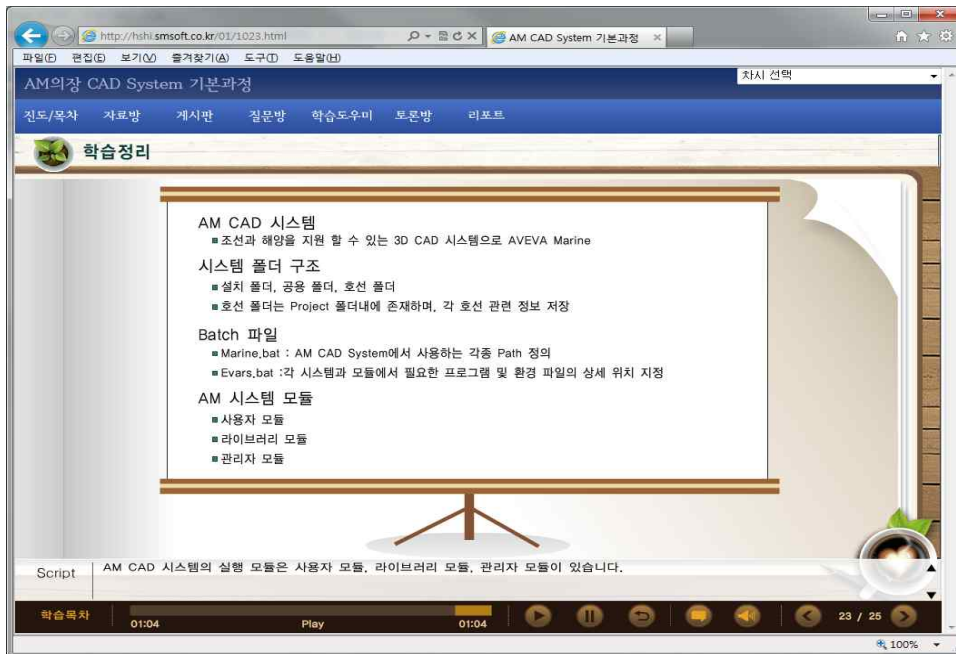 http://hshi.smsoft.co.kr/01/1023.html
AM CAD System 기본과정
파일(F) 편집(E) 보기(V) 즐겨찾기(A) 도구(T) 도움말(H)
AM의장 CAD System 기본과정
차시 선택
진도/목차 자료방 게시판 질문방 학습도우미 토론방 리포트
학습정리
AM CAD 시스템
조선과 해양을 지원 할 수 있는 3D CAD 시스템으로 AVEVA Marine
시스템 폴더 구조
설치 폴더, 공용 폴더, 호선 폴더
호선 폴더는 Project 폴더내에 존재하며, 각 호선 관련 정보 저장
Batch 파일
Marine.bat : AM CAD System에서 사용하는 각종 Path 정의
Evars.bat :각 시스템과 모듈에서 필요한 프로그램 및 환경 파일의 상세 위치 지정
AM 시스템 모듈
사용자 모듈
라이브러리 모듈
관리자 모듈
Script
AM CAD 시스템의 실행 모듈은 사용자 모듈, 라이브러리 모듈, 관리자 모듈이 있습니다.
학습목차
01:04 Play 01:04
23 / 25
100%